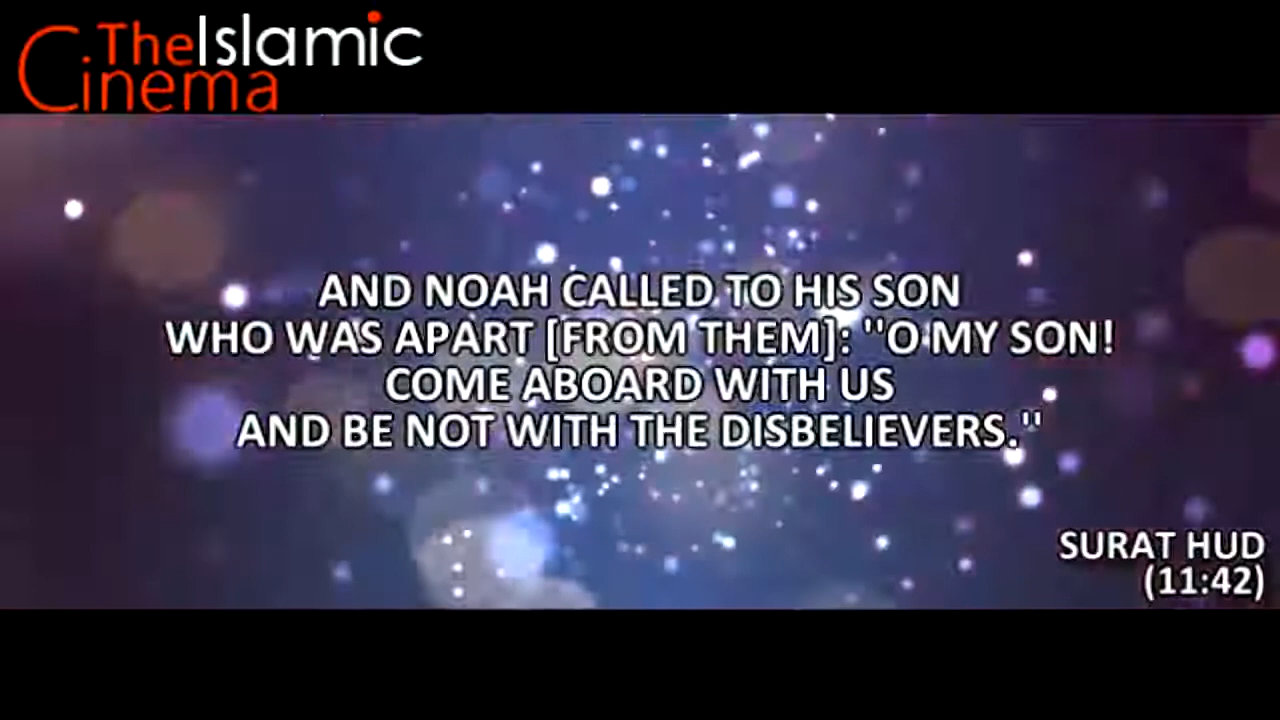 TheIslamic
Cinema
AND NOAH CALLED TO HIS SON
WHO WAS APART [FROM THEM]: "O MY SON!
COME ABOARD WITH US
AND BE NOT WITH THE DISBELIEVERS."
SURAT HUD
(11:42)